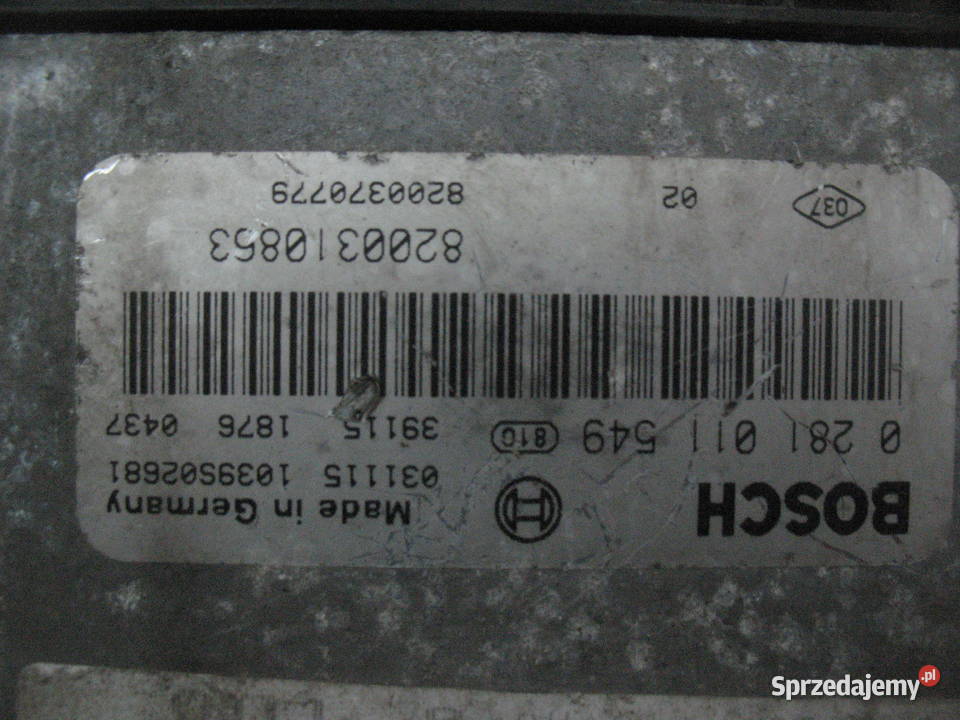 BOSCH
Made in Germany
031115 1039S02681
0 281 011 549 81C 39115 1876 0437
8200310853
037 02 8200370779
Sprzedajemy.pl